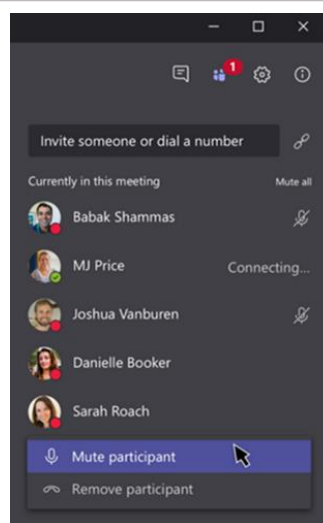 1
Invite someone or dial a number
Currently in this meeting Mute all
Babak Shammas
MJ Price Connecting...
Joshua Vanburen
Danielle Booker
Sarah Roach
Mute participant
Remove participant